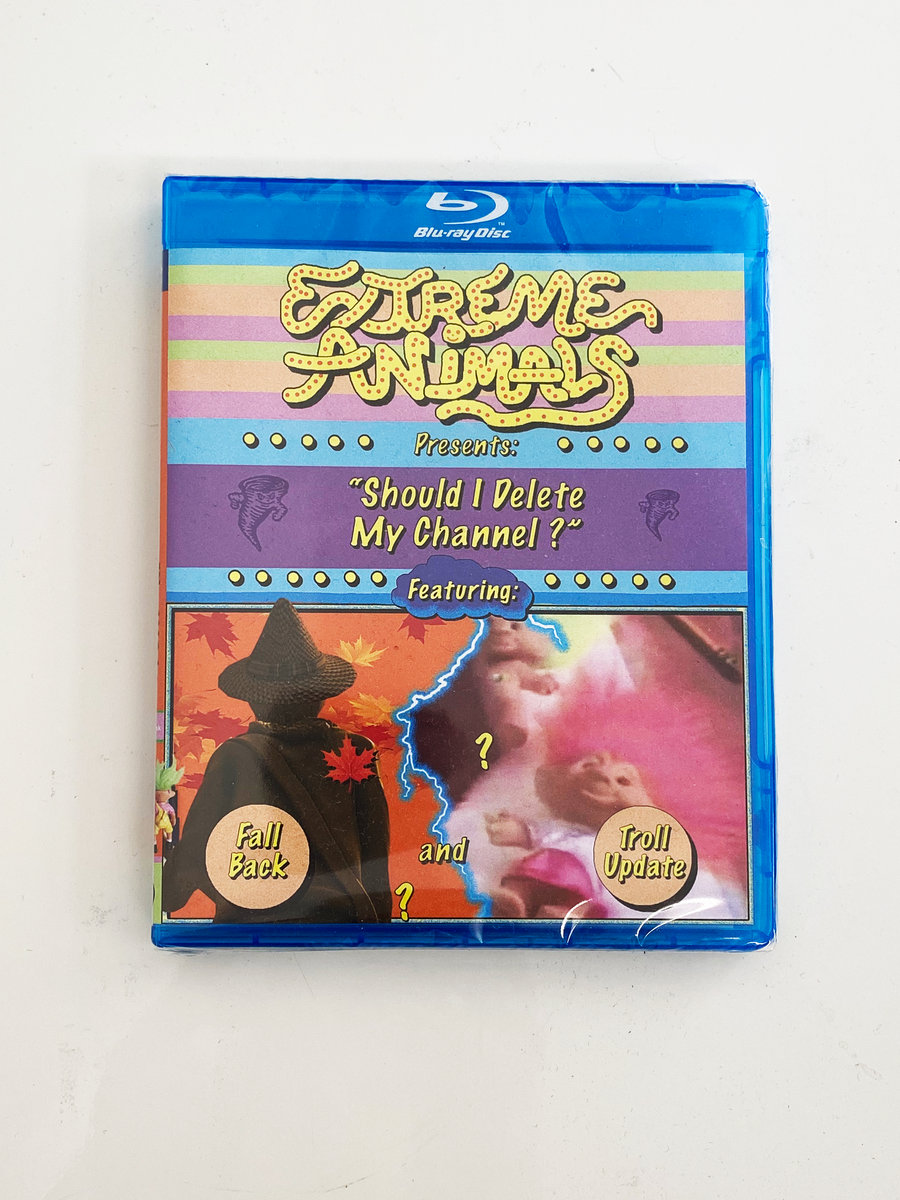 Blu-ray Disc
EXTREME
ANiMALS
Presents:
"Should I Delete
My Channel ?"
Featuring:
?
Fall
Back
and
Troll
Update
?